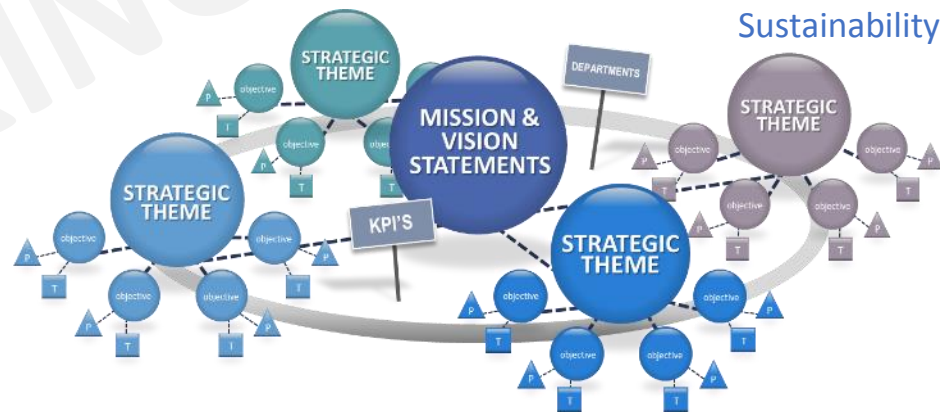 Sustainability
STRATEGIC
THEME
objective
P
T
objective
P
T
objective
T
DEPARTMENTS
MISSION &
VISION
STATEMENTS
STRATEGIC
THEME
objective
P
T
objective
P
T
objective
P
T
objective
P
T
STRATEGIC
THEME
objective
P
T
objective
P
T
objective
P
T
objective
P
T
KPI'S
STRATEGIC
THEME
objective
P
T
objective
P
T
objective
P
T
objective
P
T